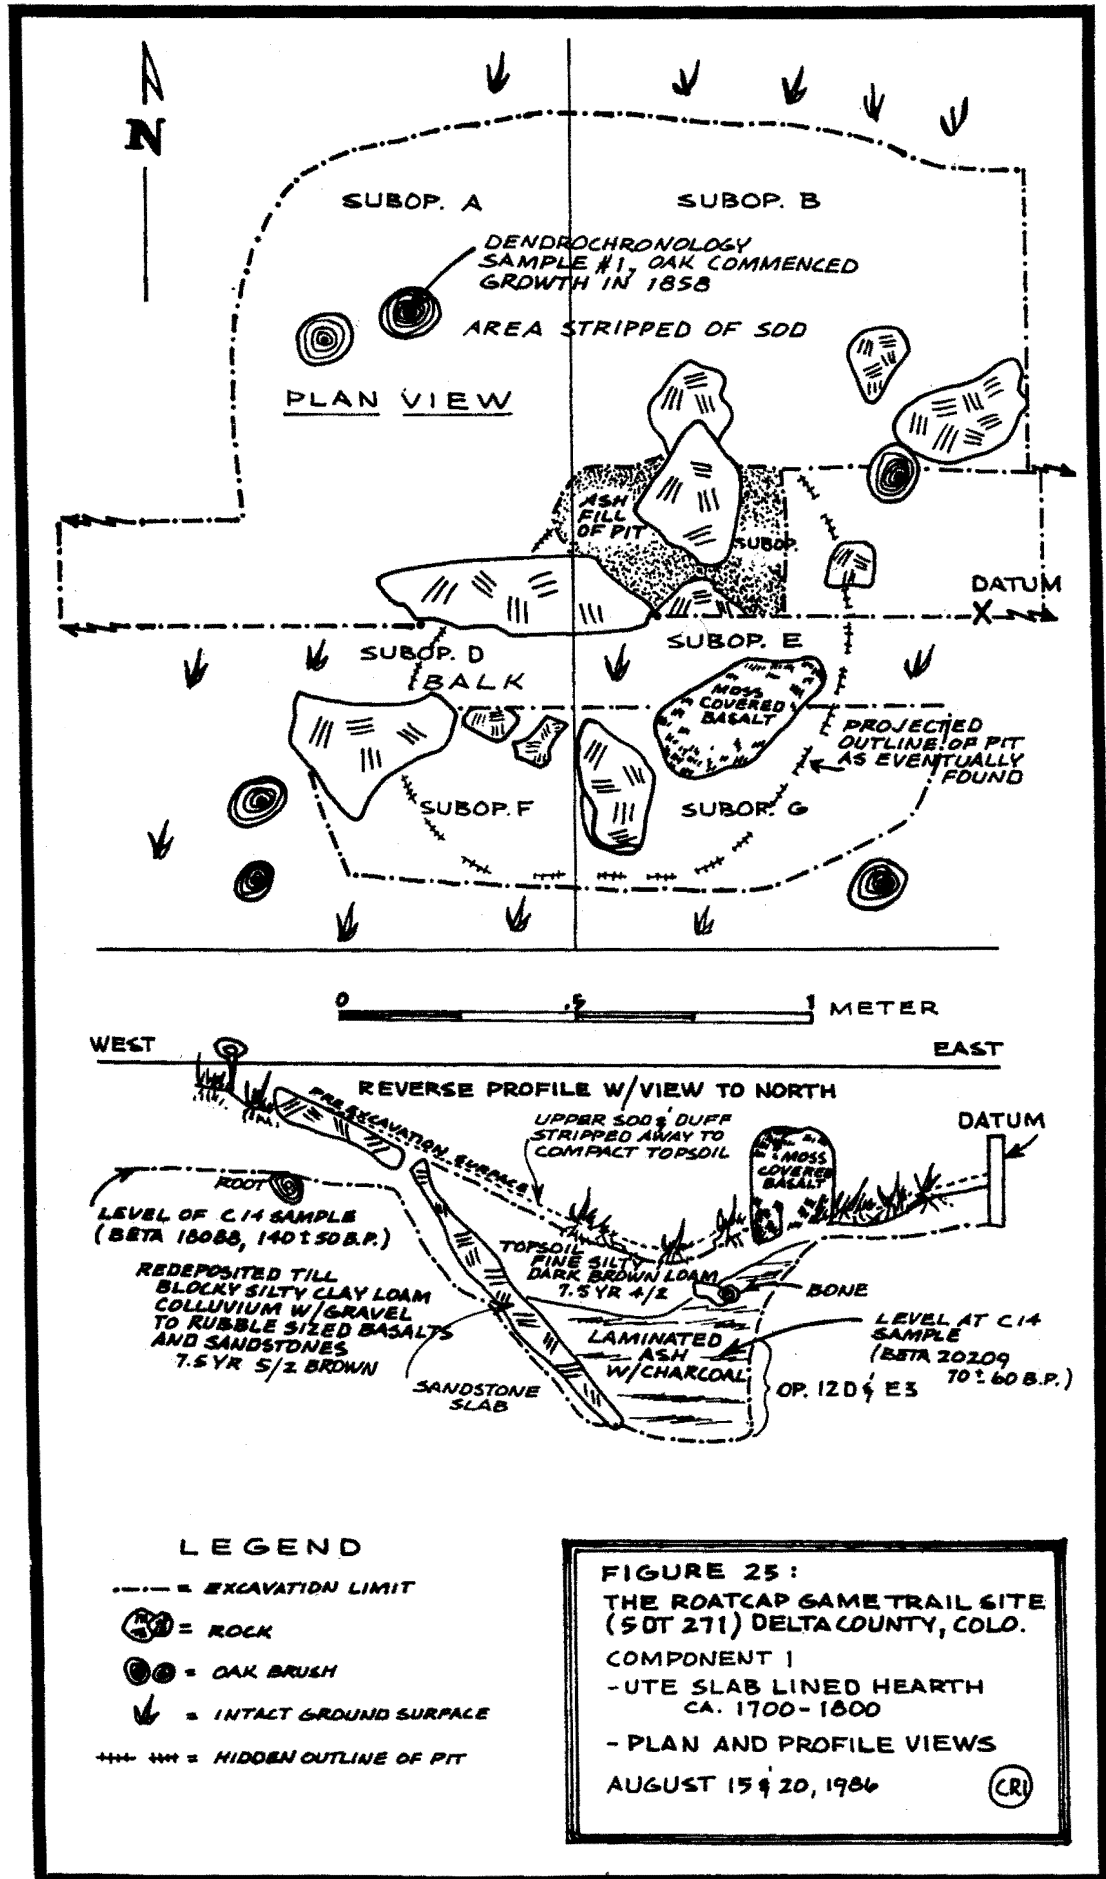 N
SUBOP. A
SUBOP. B
DENDROCHRONOLOGY
SAMPLE #1, OAK COMMENCED
GROWTH IN 1858
AREA STRIPPED OF SOD
PLAN VIEW
ASH
FILL
OF PIT
SUBOP.
DATUM
X
SUBOP. D
SUBOP. E
BALK
MOSS
COVERED
BASALT
PROJECTED
OUTLINE OF PIT
AS EVENTUALLY
FOUND
SUBOP. F
SUBOP. G
0 .5 1 METER
WEST
EAST
REVERSE PROFILE W/VIEW TO NORTH
PRE EXCAVATION SURFACE
UPPER SOD & DUFF
STRIPPED AWAY TO
COMPACT TOPSOIL
DATUM
MOSS
COVERED
BASALT
ROOT
LEVEL OF C14 SAMPLE
(BETA 18088, 140 ± 50 B.P.)
TOPSOIL
FINE SILTY
DARK BROWN LOAM
7.5 YR 4/2
REDEPOSITED TILL
BLOCKY SILTY CLAY LOAM
COLLUVIUM W/GRAVEL
TO RUBBLE SIZED BASALTS
AND SANDSTONES
7.5 YR 5/2 BROWN
BONE
LAMINATED
ASH
W/CHARCOAL
LEVEL AT C14
SAMPLE
(BETA 20209
70 ± 60 B.P.)
SANDSTONE
SLAB
OP. 12D & E3
LEGEND
= EXCAVATION LIMIT
= ROCK
= OAK BRUSH
= INTACT GROUND SURFACE
= HIDDEN OUTLINE OF PIT
FIGURE 25:
THE ROATCAP GAME TRAIL SITE
(5DT 271) DELTA COUNTY, COLO.
COMPONENT 1
- UTE SLAB LINED HEARTH
CA. 1700-1800
- PLAN AND PROFILE VIEWS
AUGUST 15 & 20, 1986
CRI